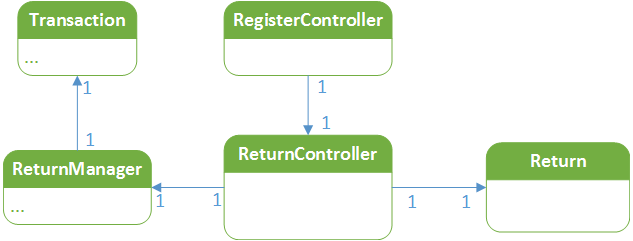 Transaction
...
RegisterController
1
1
1
1
ReturnManager
...
ReturnController
Return
1
1
1
1